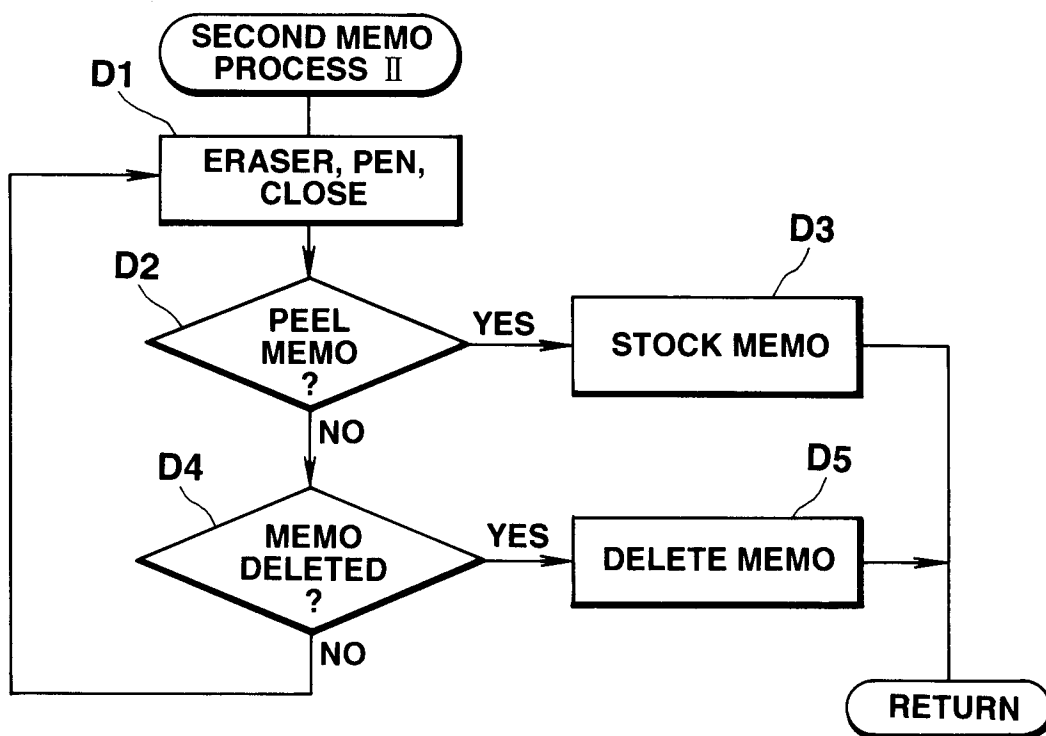 SECOND MEMO
PROCESS Ⅱ
D1
ERASER, PEN,
CLOSE
D2
PEEL
MEMO
?
YES
D3
STOCK MEMO
NO
D4
MEMO
DELETED
?
YES
D5
DELETE MEMO
NO
RETURN